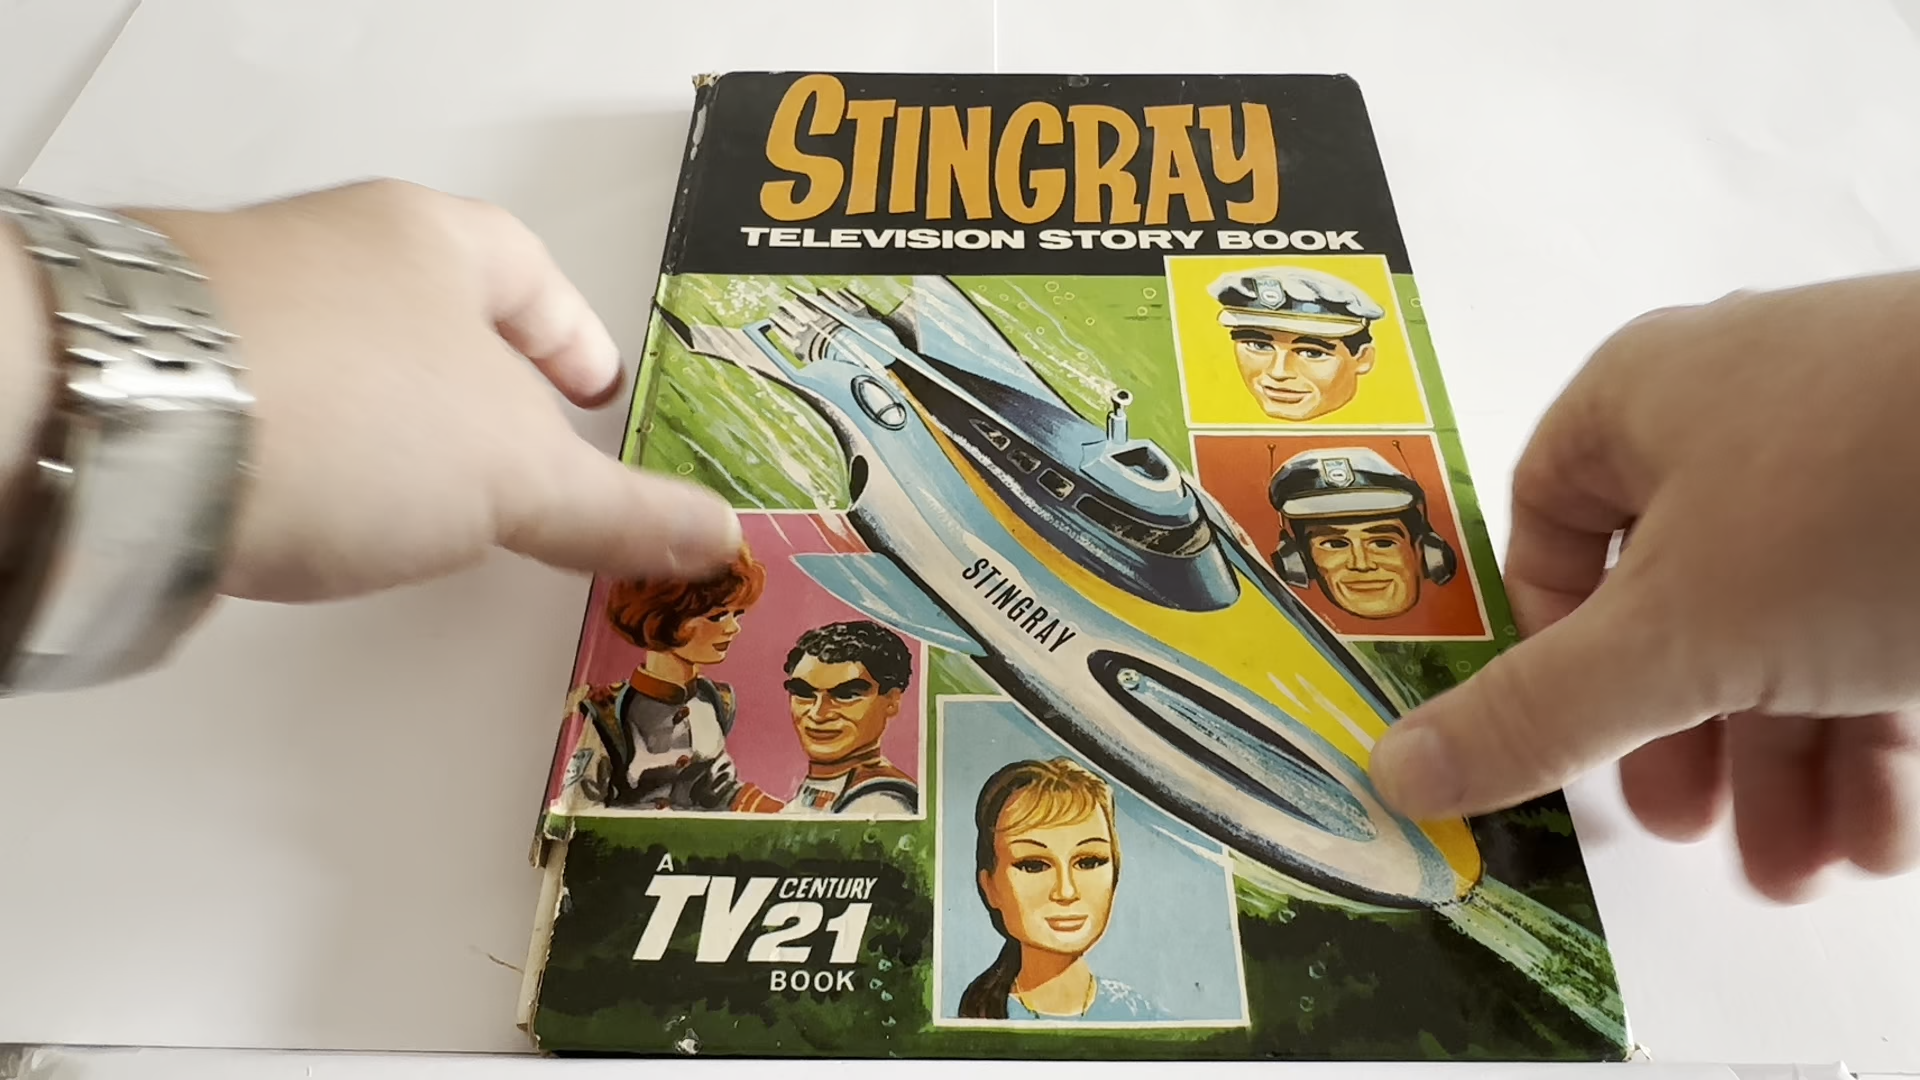 STINGRAY
TELEVISION STORY BOOK
STINGRAY
A
TV CENTURY
21
BOOK